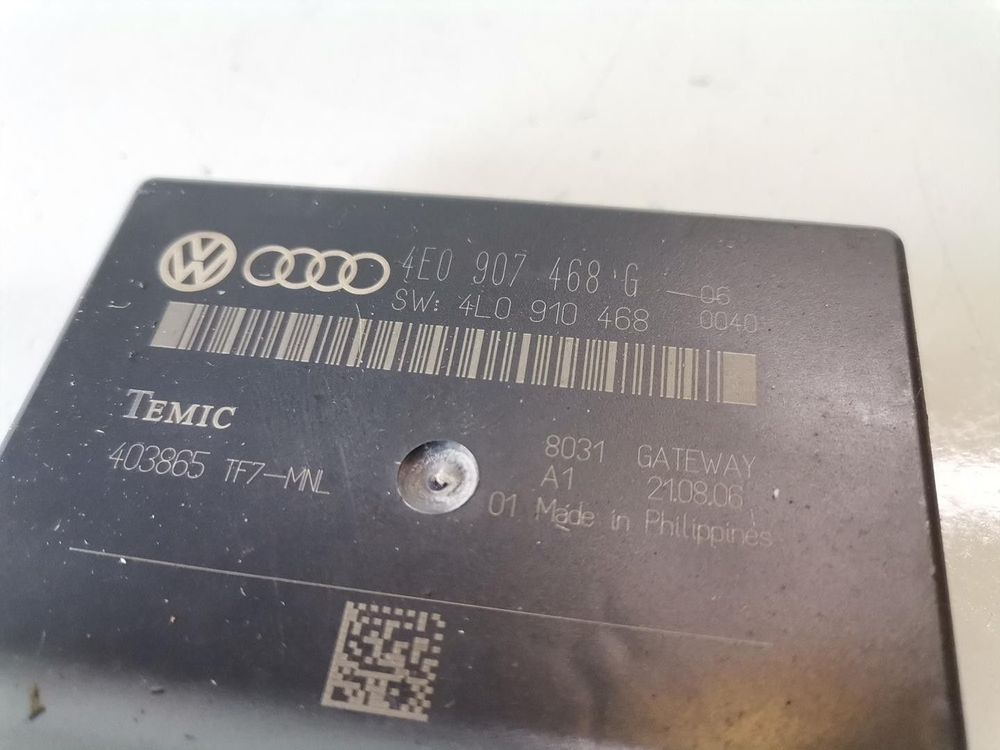 4E0 907 468 G —06
SW: 4L0 910 468 0040
TEMIC
403865 TF7-MNL
8031 GATEWAY
A1 21.08.06
01 Made in Philippines